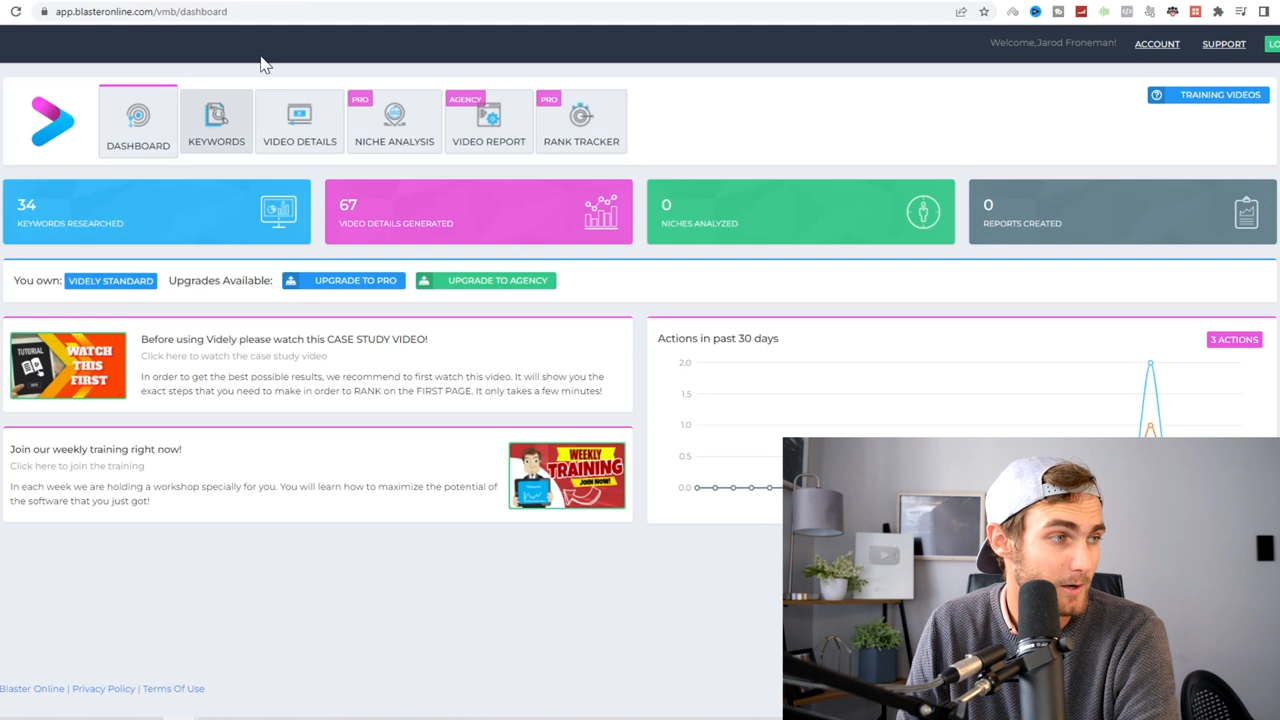 app.blasteronline.com/vmb/dashboard
Welcome,Jarod Froneman!
ACCOUNT
SUPPORT
LO
DASHBOARD
KEYWORDS
VIDEO DETAILS
PRO
NICHE ANALYSIS
AGENCY
VIDEO REPORT
PRO
RANK TRACKER
TRAINING VIDEOS
34
KEYWORDS RESEARCHED
67
VIDEO DETAILS GENERATED
0
NICHES ANALYZED
0
REPORTS CREATED
You own: VIDELY STANDARD Upgrades Available: UPGRADE TO PRO UPGRADE TO AGENCY
TUTORIAL
WATCH
THIS
FIRST
Before using Videly please watch this CASE STUDY VIDEO!
Click here to watch the case study video
In order to get the best possible results, we recommend to first watch this video. It will show you the
exact steps that you need to make in order to RANK on the FIRST PAGE. It only takes a few minutes!
Actions in past 30 days
3 ACTIONS
2.0
1.5
1.0
0.5
0.0
Join our weekly training right now!
Click here to join the training
In each week we are holding a workshop specially for you. You will learn how to maximize the potential of
the software that you just got!
WEEKLY
TRAINING
JOIN NOW!
Blaster Online | Privacy Policy | Terms Of Use